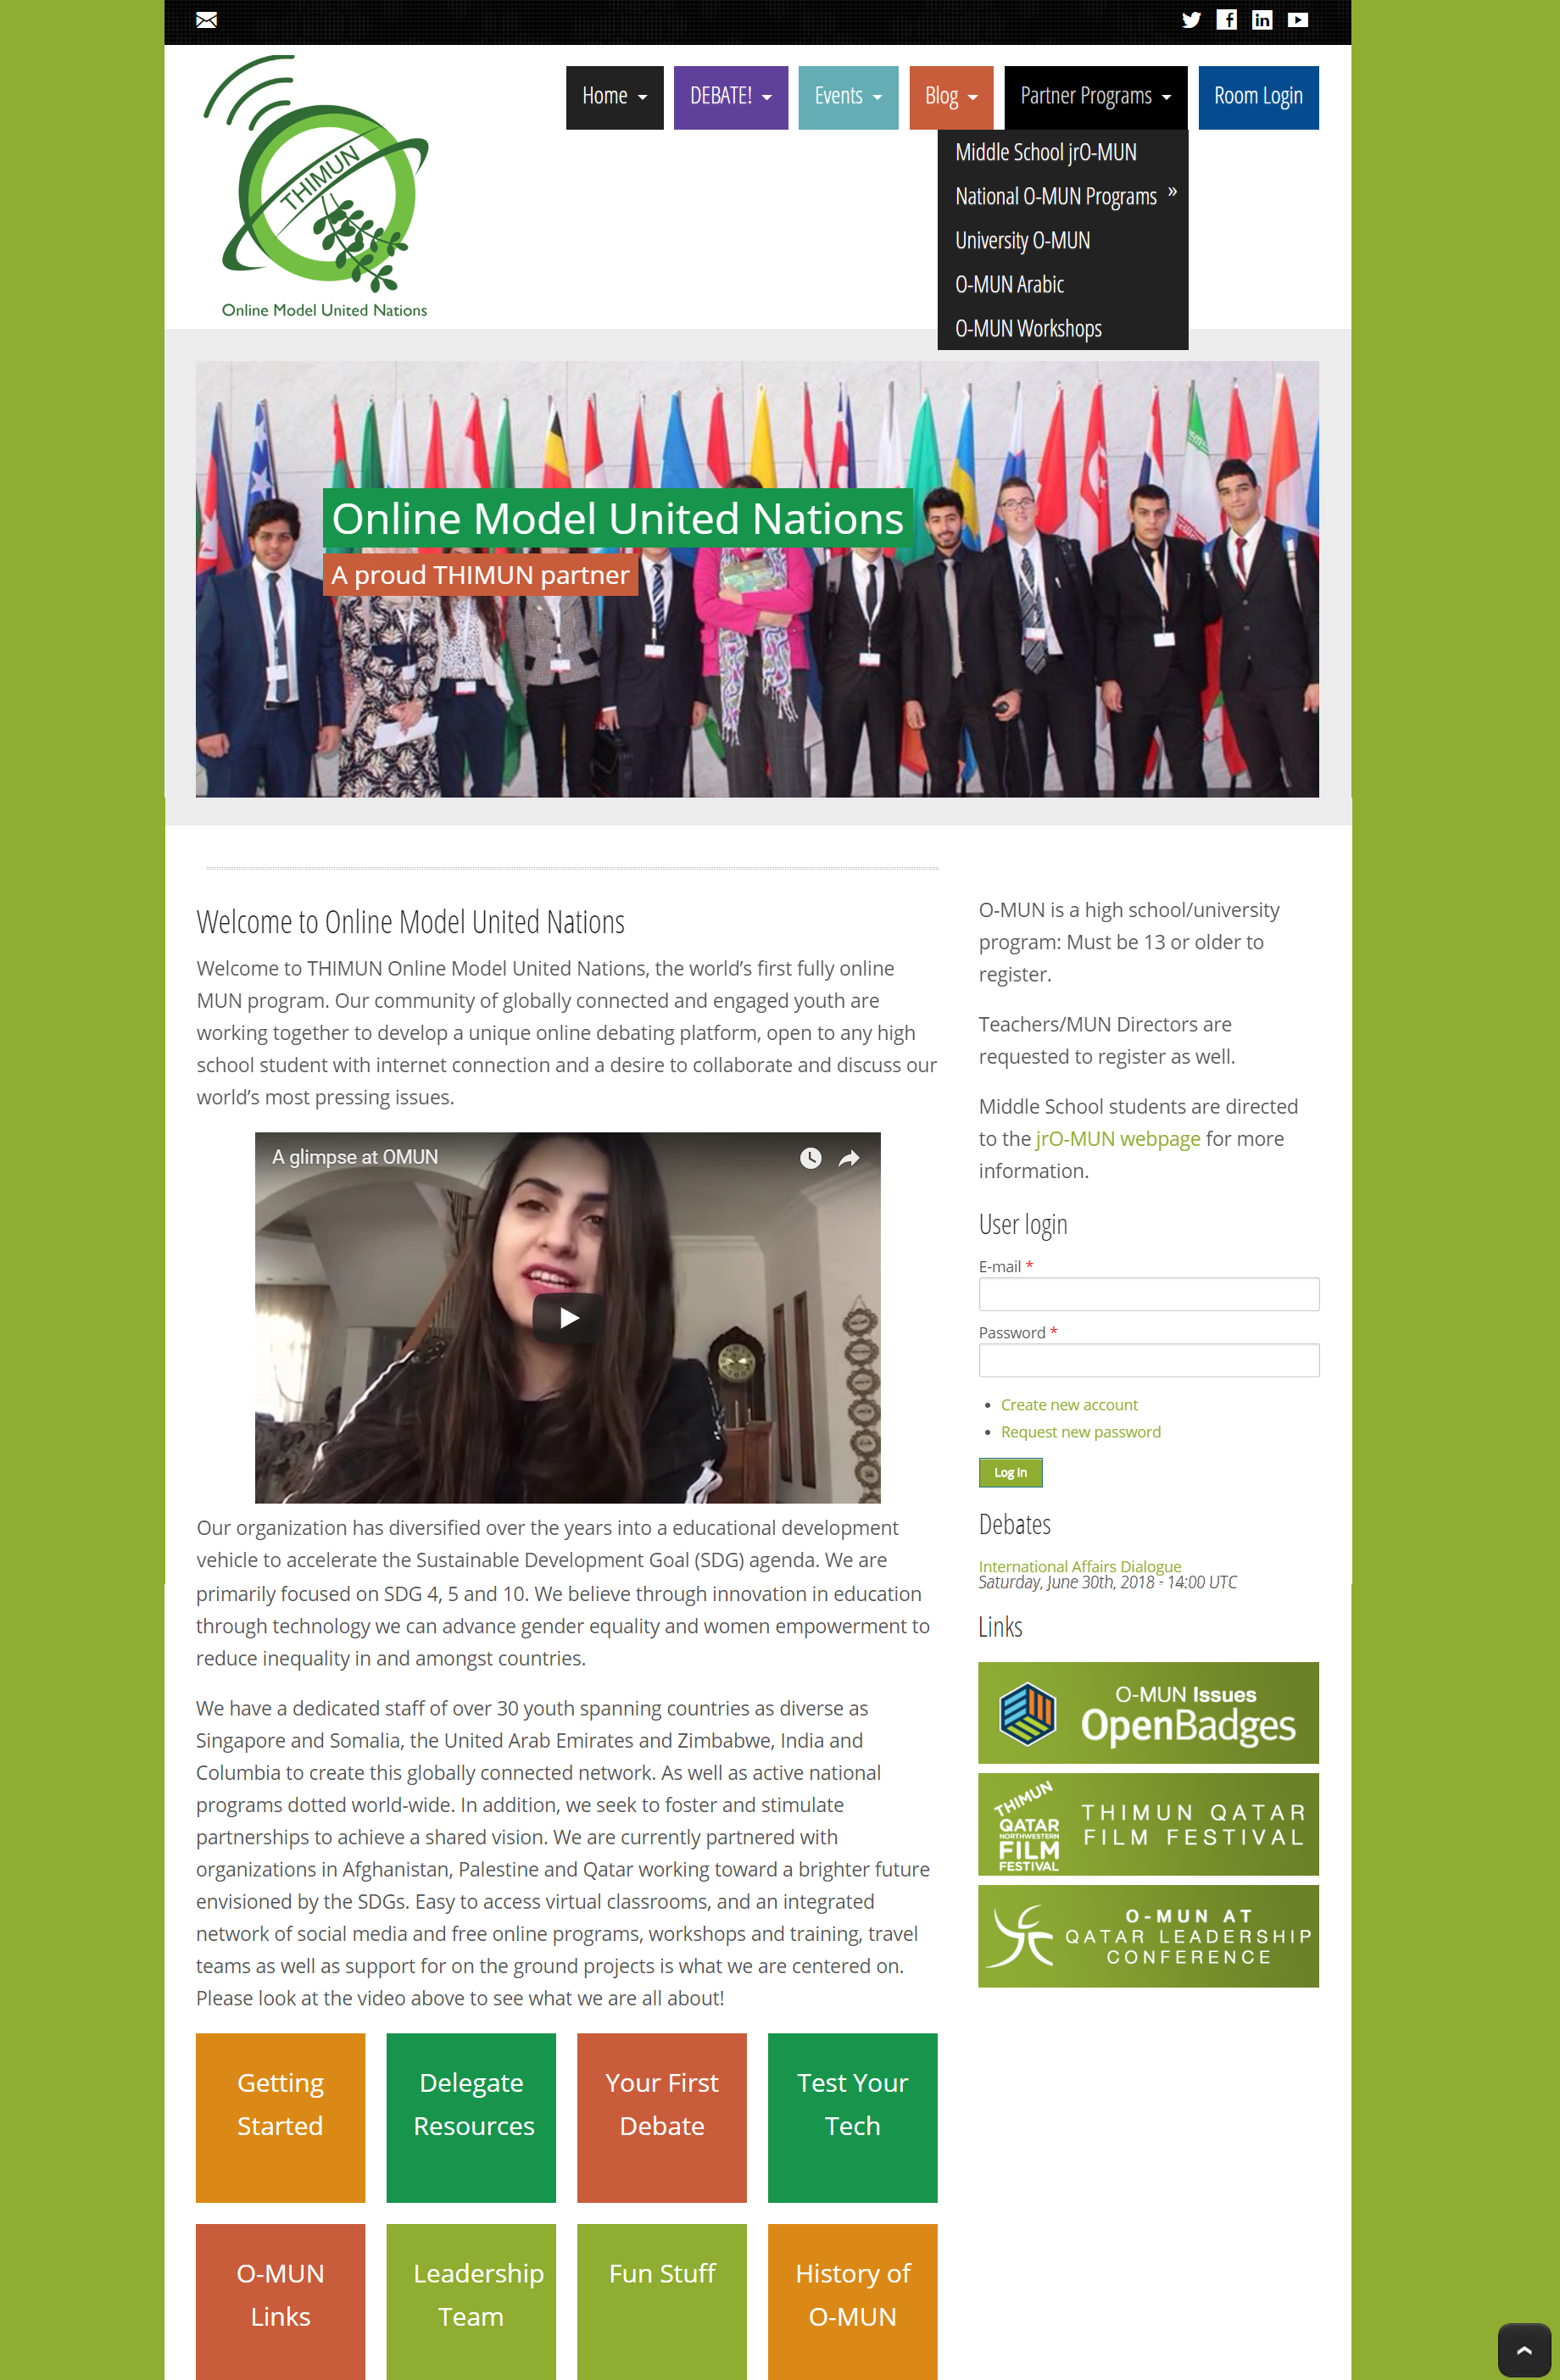 Home
DEBATE!
Events
Blog
Partner Programs
Room Login
THIMUN
Online Model United Nations
Middle School jrO-MUN
National O-MUN Programs »
University O-MUN
O-MUN Arabic
O-MUN Workshops
Online Model United Nations
A proud THIMUN partner
Welcome to Online Model United Nations
Welcome to THIMUN Online Model United Nations, the world’s first fully online
MUN program. Our community of globally connected and engaged youth are
working together to develop a unique online debating platform, open to any high
school student with internet connection and a desire to collaborate and discuss our
world’s most pressing issues.
A glimpse at OMUN
Our organization has diversified over the years into a educational development
vehicle to accelerate the Sustainable Development Goal (SDG) agenda. We are
primarily focused on SDG 4, 5 and 10. We believe through innovation in education
through technology we can advance gender equality and women empowerment to
reduce inequality in and amongst countries.
We have a dedicated staff of over 30 youth spanning countries as diverse as
Singapore and Somalia, the United Arab Emirates and Zimbabwe, India and
Columbia to create this globally connected network. As well as active national
programs dotted world-wide. In addition, we seek to foster and stimulate
partnerships to achieve a shared vision. We are currently partnered with
organizations in Afghanistan, Palestine and Qatar working toward a brighter future
envisioned by the SDGs. Easy to access virtual classrooms, and an integrated
network of social media and free online programs, workshops and training, travel
teams as well as support for on the ground projects is what we are centered on.
Please look at the video above to see what we are all about!
Getting
Started
Delegate
Resources
Your First
Debate
Test Your
Tech
O-MUN
Links
Leadership
Team
Fun Stuff
History of
O-MUN
O-MUN is a high school/university
program: Must be 13 or older to
register.
Teachers/MUN Directors are
requested to register as well.
Middle School students are directed
to the jrO-MUN webpage for more
information.
User login
E-mail *
Password *
Create new account
Request new password
Log in
Debates
International Affairs Dialogue
Saturday, June 30th, 2018 - 14:00 UTC
Links
O-MUN Issues
OpenBadges
THIMUN
QATAR
NORTHWESTERN
FILM
FESTIVAL
THIMUN QATAR
FILM FESTIVAL
O-MUN AT
QATAR LEADERSHIP
CONFERENCE